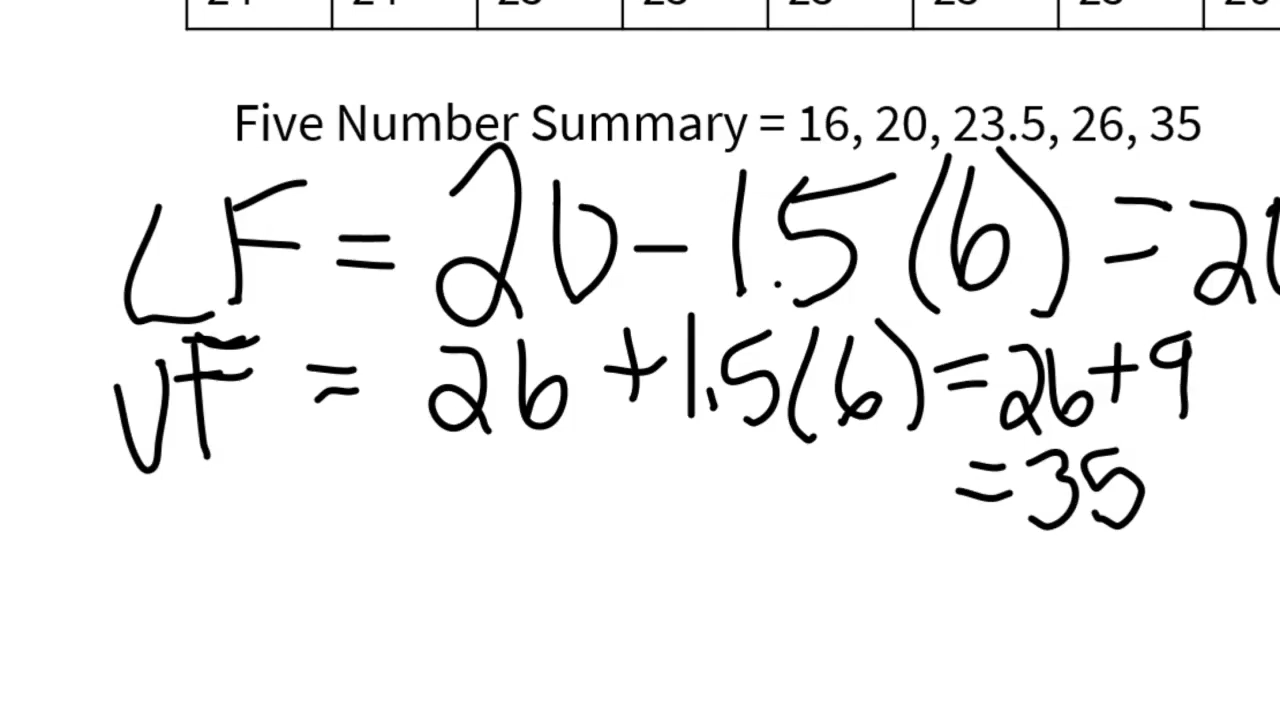 Five Number Summary = 16, 20, 23.5, 26, 35
LF = 20 - 1.5 (6) = 20
UF = 26 + 1.5 (6) = 26 + 9
= 35